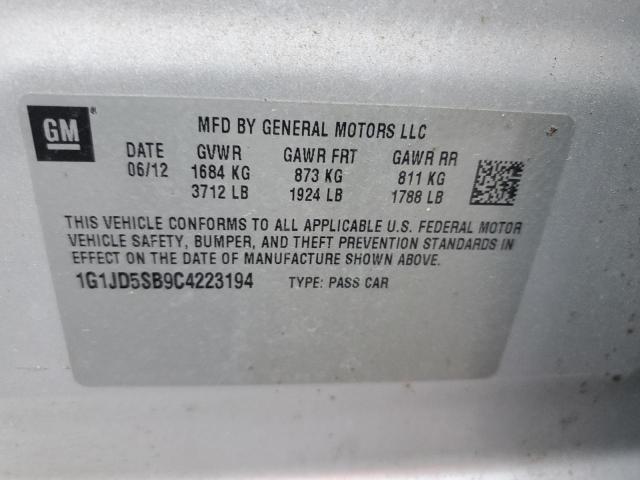 GM®
MFD BY GENERAL MOTORS LLC
DATE GVWR GAWR FRT GAWR RR
06/12 1684 KG 873 KG 811 KG
3712 LB 1924 LB 1788 LB
THIS VEHICLE CONFORMS TO ALL APPLICABLE U.S. FEDERAL MOTOR
VEHICLE SAFETY, BUMPER, AND THEFT PREVENTION STANDARDS IN
EFFECT ON THE DATE OF MANUFACTURE SHOWN ABOVE.
1G1JD5SB9C4223194 TYPE: PASS CAR